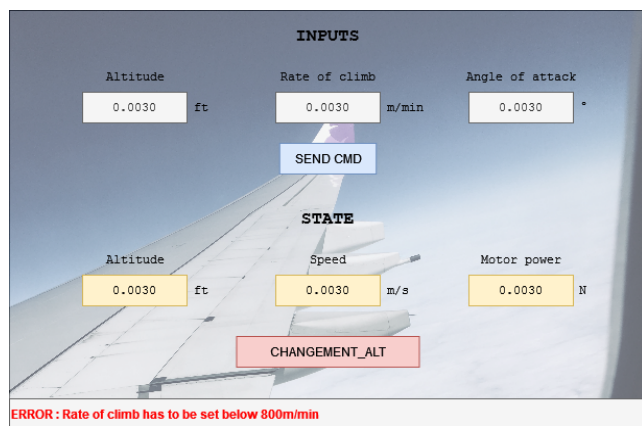 INPUTS
Altitude Rate of climb Angle of attack
0.0030 ft 0.0030 m/min 0.0030 °
SEND CMD
STATE
Altitude Speed Motor power
0.0030 ft 0.0030 m/s 0.0030 N
CHANGEMENT_ALT
ERROR : Rate of climb has to be set below 800m/min